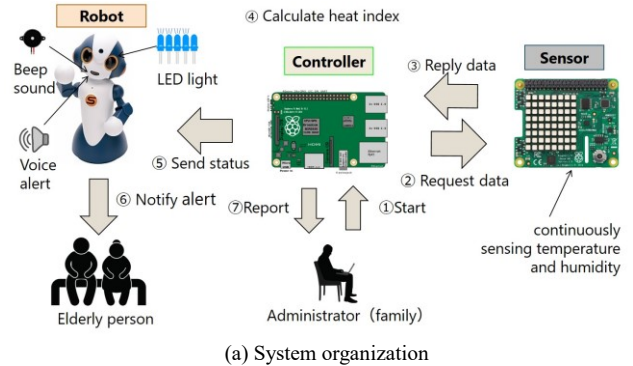 Robot
④ Calculate heat index
Beep
sound
LED light
Controller
③ Reply data
Sensor
S
Voice
alert
⑤ Send status
② Request data
⑥ Notify alert
⑦Report
①Start
continuously
sensing temperature
and humidity
Elderly person
Administrator（family）
(a) System organization